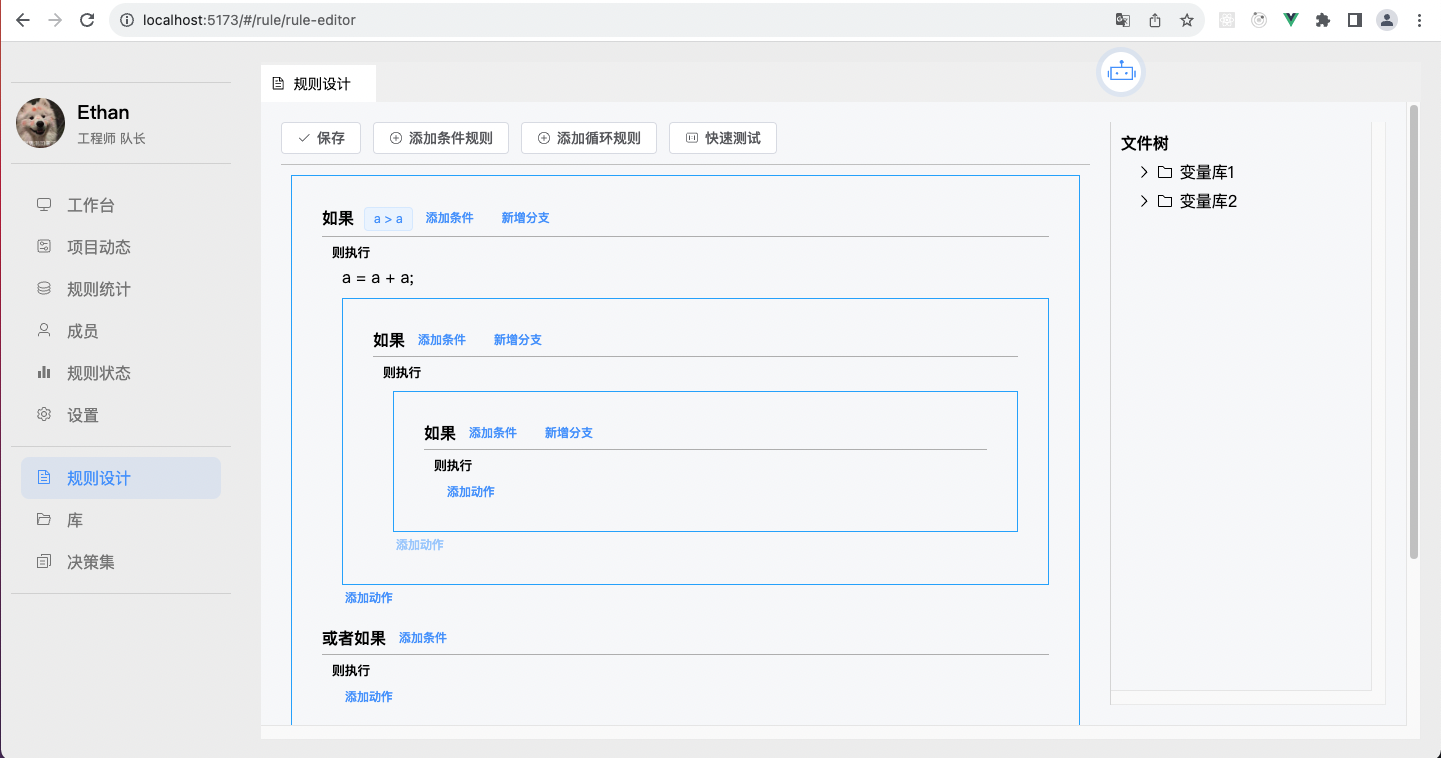 localhost:5173/#/rule/rule-editor
Ethan
工程师 队长
工作台
项目动态
规则统计
成员
规则状态
设置
规则设计
库
决策集
规则设计
保存
添加条件规则
添加循环规则
快速测试
如果 a > a 添加条件 新增分支
则执行
a = a + a;
如果 添加条件 新增分支
则执行
如果 添加条件 新增分支
则执行
添加动作
添加动作
添加动作
或者如果 添加条件
则执行
添加动作
文件树
变量库1
变量库2